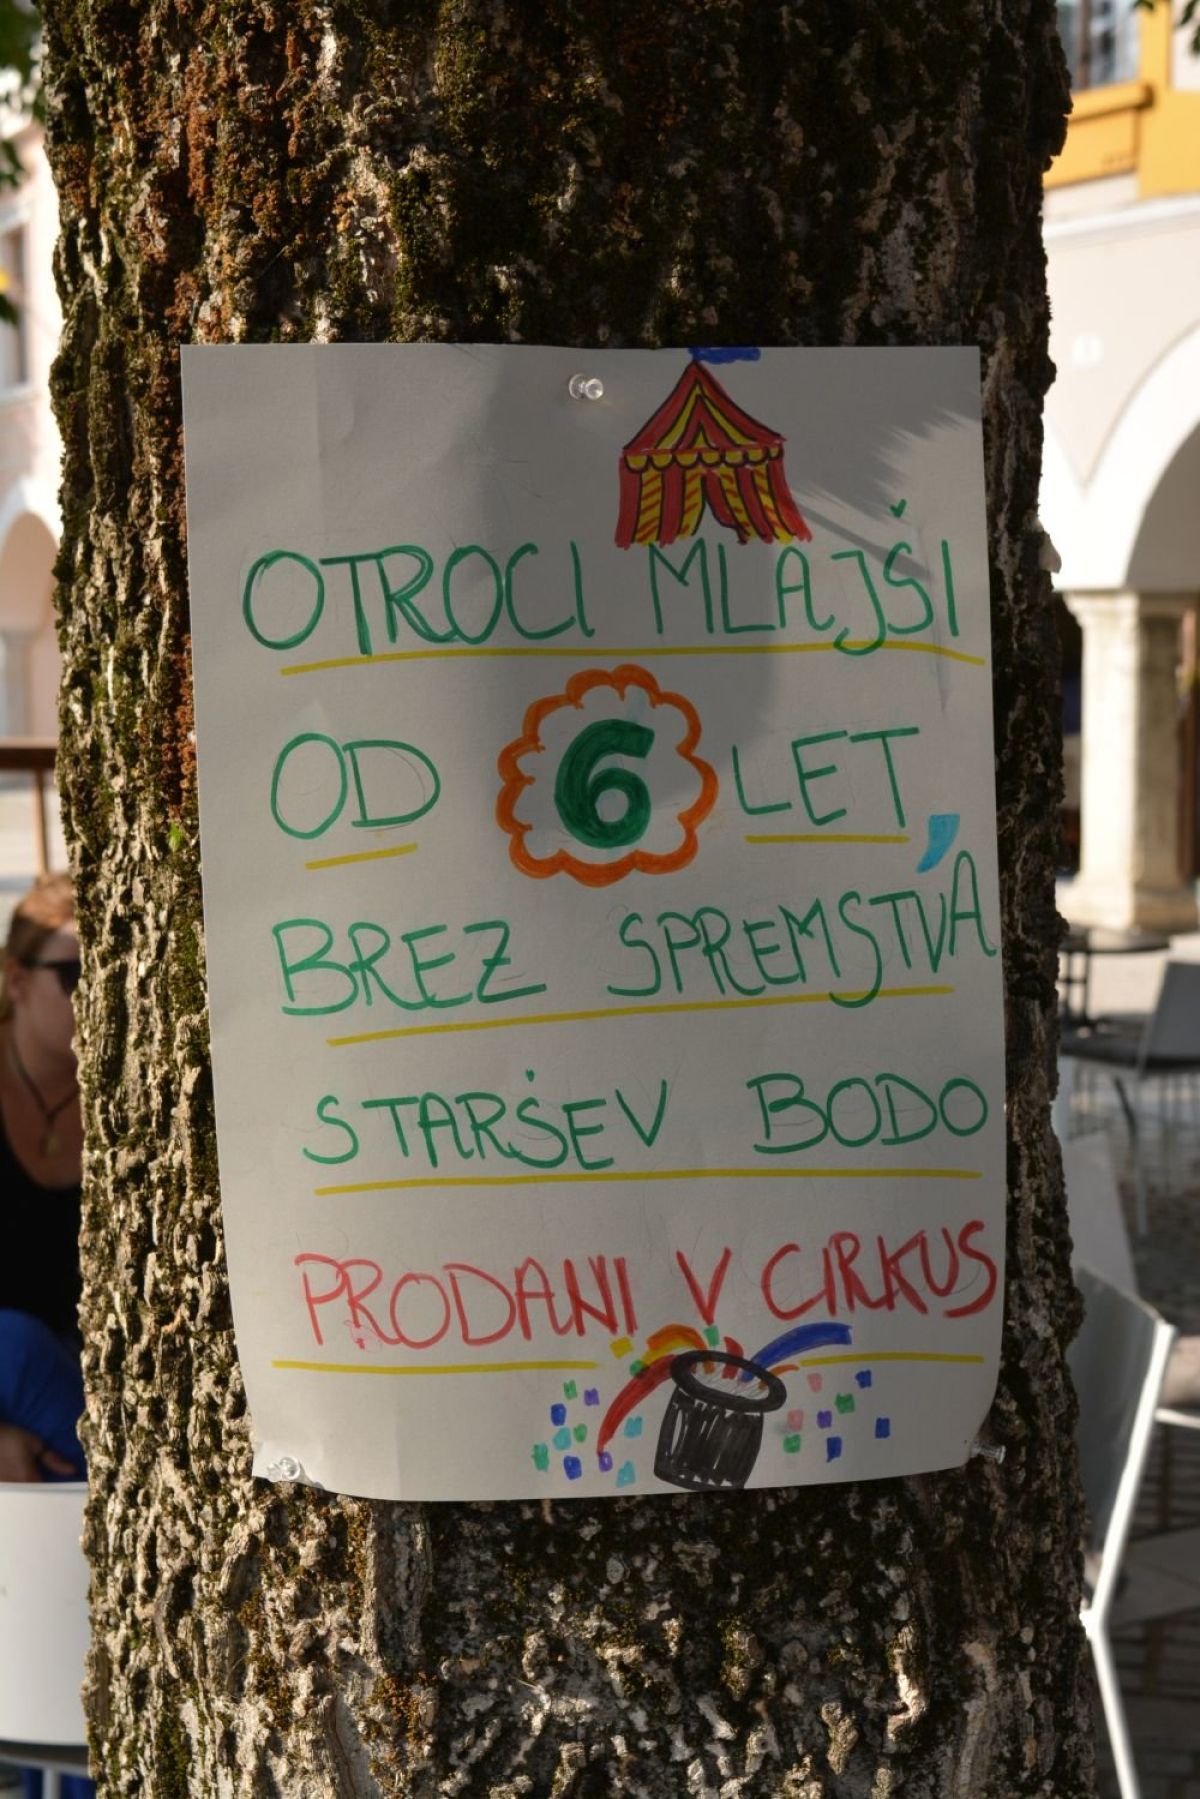 OTROCI MLAJŠI
OD 6 LET,
BREZ SPREMSTVA
STARŠEV BODO
PRODANI V CIRKUS